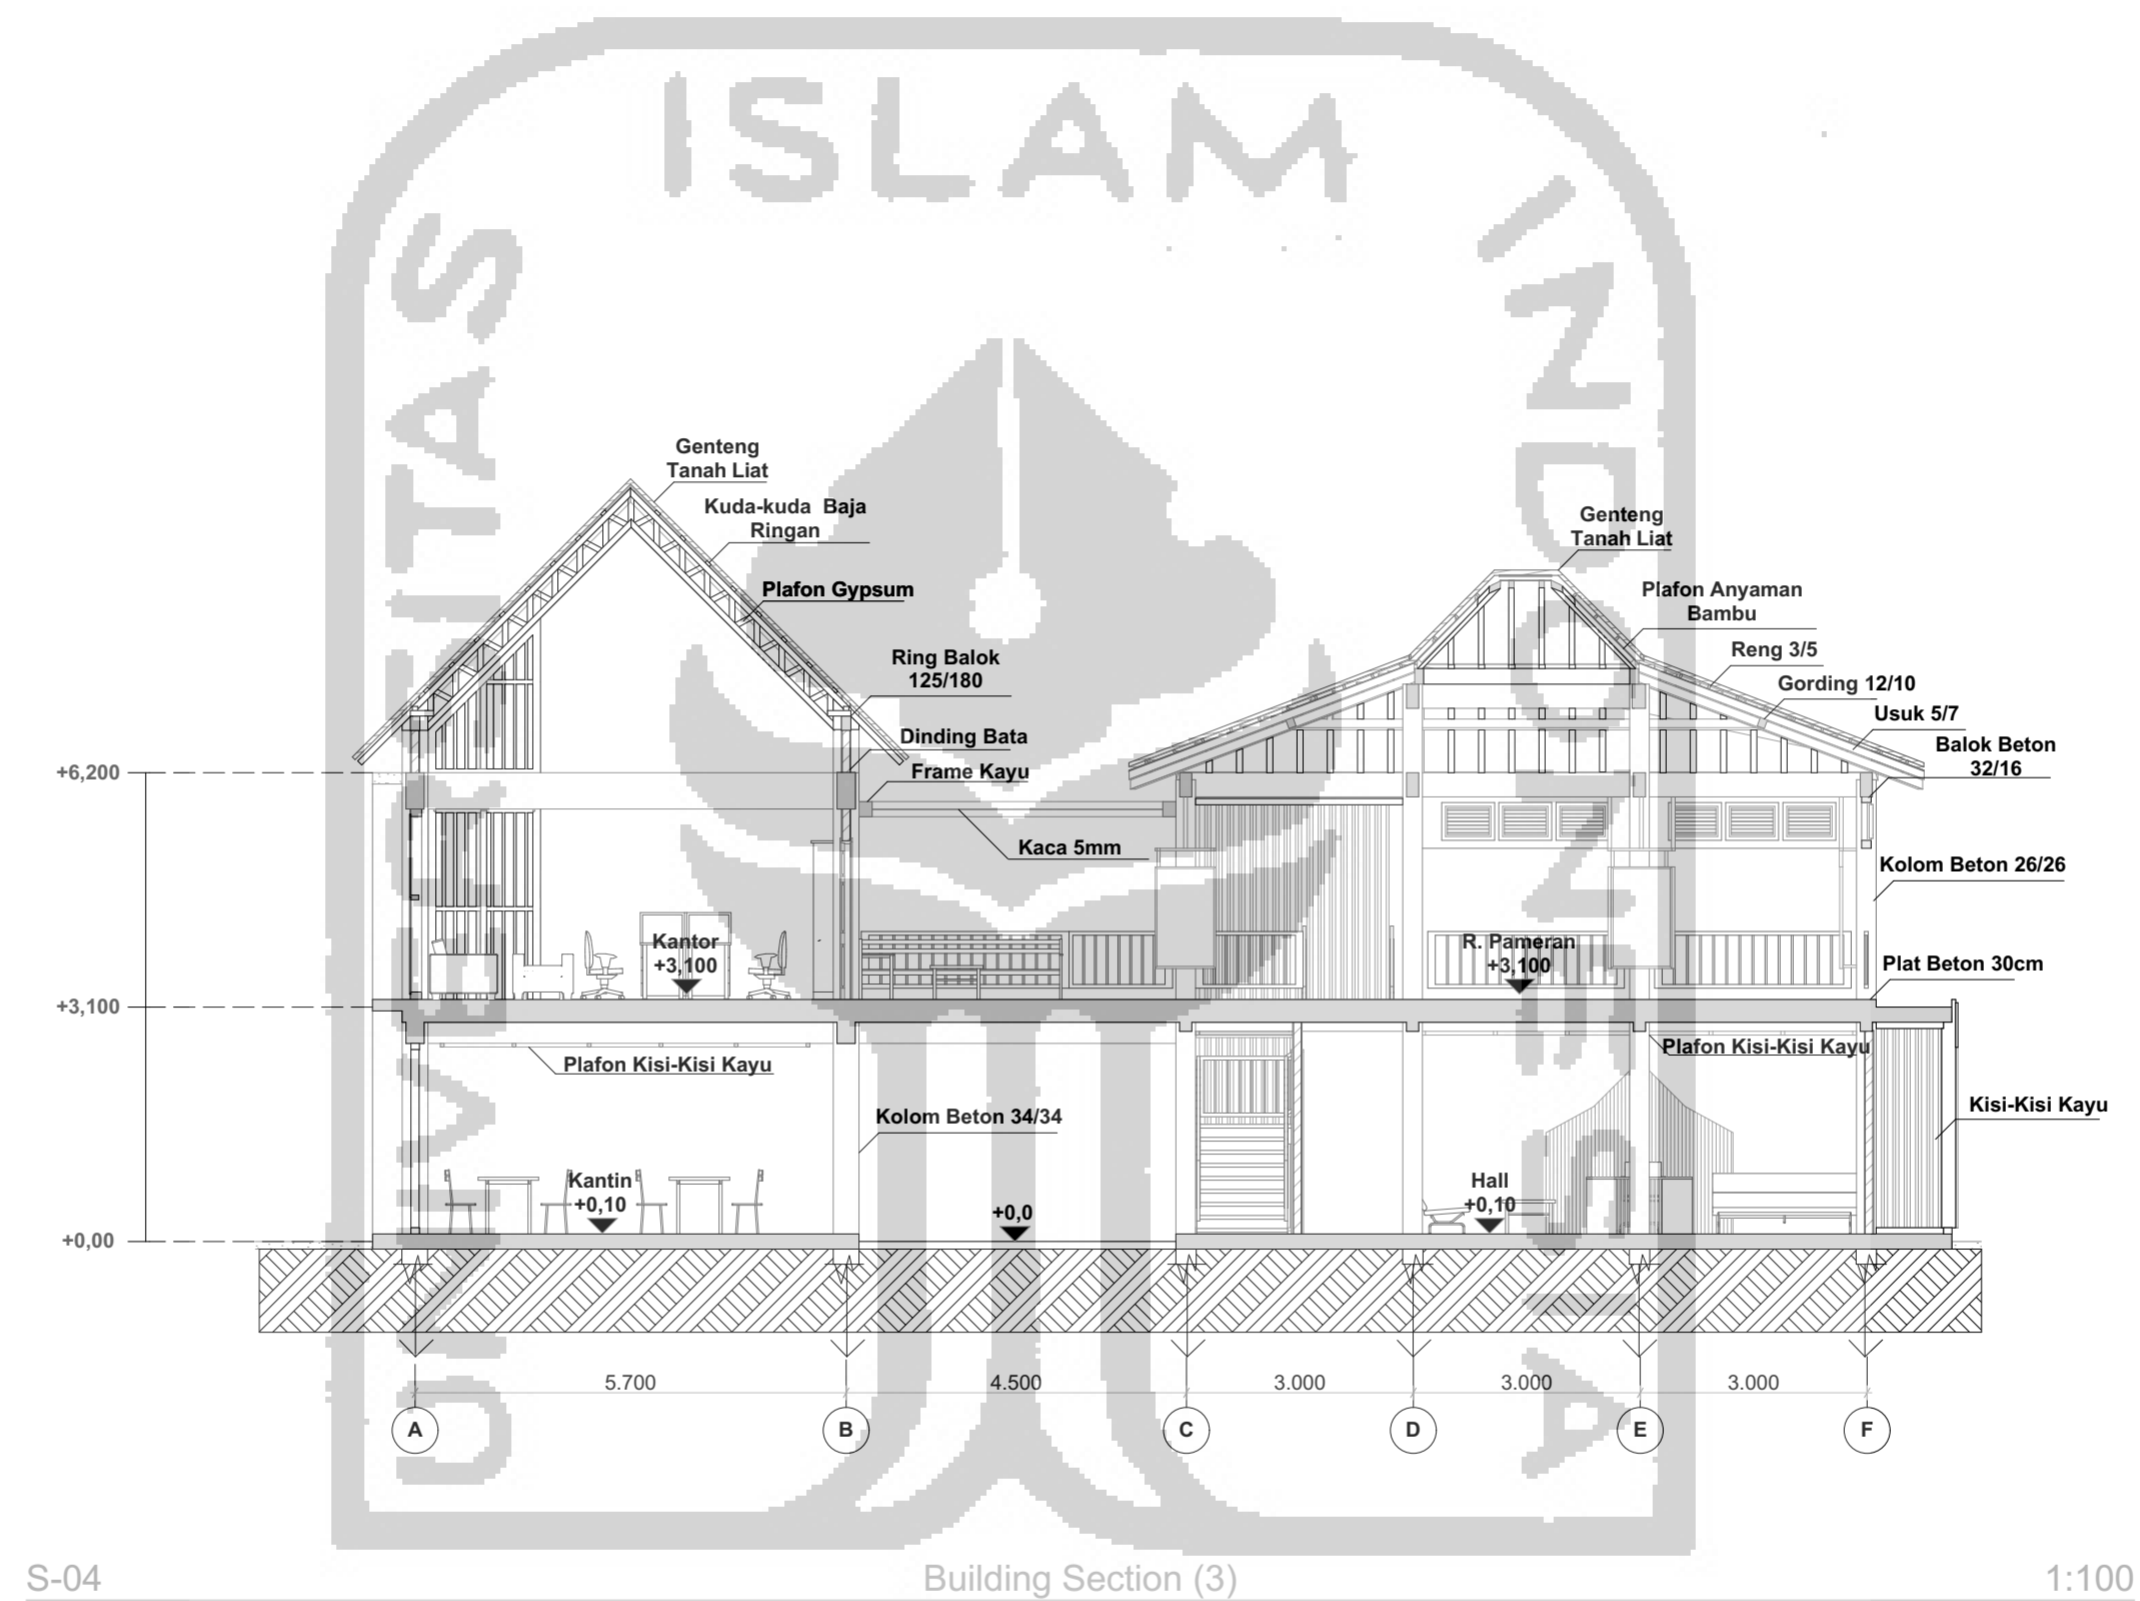 ISLAM
UNIVERSITAS
INDONESIA
Genteng
Tanah Liat
Kuda-kuda Baja
Ringan
Plafon Gypsum
Ring Balok
125/180
Dinding Bata
Frame Kayu
Kaca 5mm
Genteng
Tanah Liat
Plafon Anyaman
Bambu
Reng 3/5
Gording 12/10
Usuk 5/7
Balok Beton
32/16
Kolom Beton 26/26
Plat Beton 30cm
+6,200
+3,100
+0,00
Kantor
+3,100
R. Pameran
+3,100
Plafon Kisi-Kisi Kayu
Plafon Kisi-Kisi Kayu
Kolom Beton 34/34
Kisi-Kisi Kayu
Kantin
+0,10
+0,0
Hall
+0,10
5.700
4.500
3.000
3.000
3.000
A
B
C
D
E
F
S-04
Building Section (3)
1:100